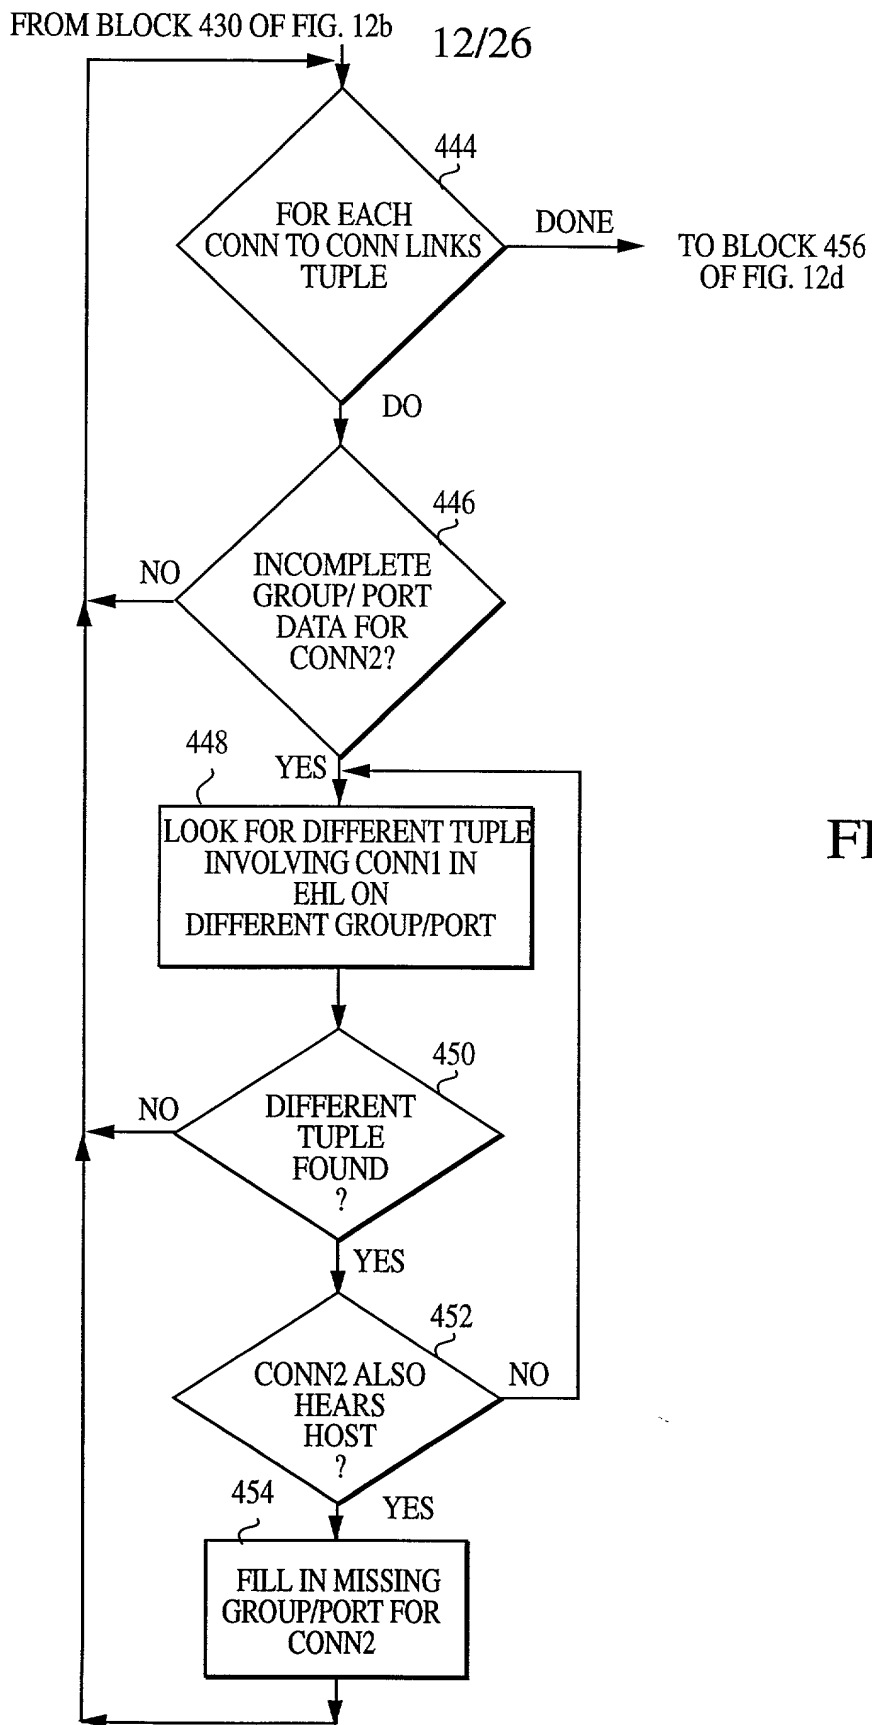 FROM BLOCK 430 OF FIG. 12b
12/26
444
FOR EACH
CONN TO CONN LINKS
TUPLE
DONE
TO BLOCK 456
OF FIG. 12d
DO
446
NO
INCOMPLETE
GROUP/ PORT
DATA FOR
CONN2?
448
YES
LOOK FOR DIFFERENT TUPLE
INVOLVING CONN1 IN
EHL ON
DIFFERENT GROUP/PORT
450
NO
DIFFERENT
TUPLE
FOUND
?
YES
452
CONN2 ALSO
HEARS
HOST
?
NO
454
YES
FILL IN MISSING
GROUP/PORT FOR
CONN2